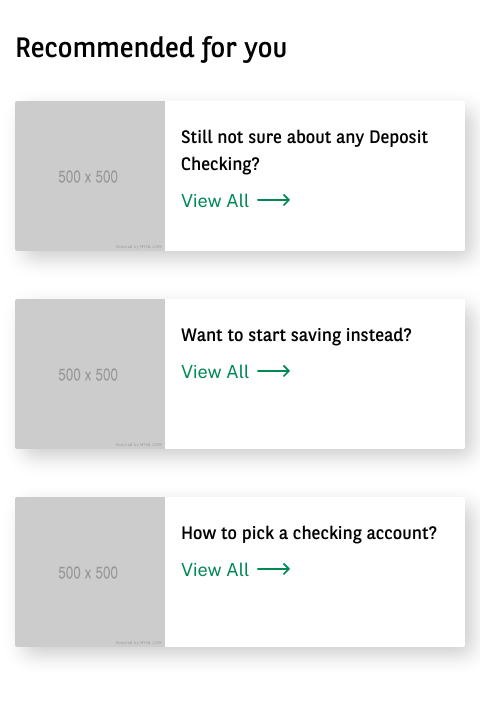 Recommended for you
500 x 500
Still not sure about any Deposit
Checking?
View All
500 x 500
Want to start saving instead?
View All
500 x 500
How to pick a checking account?
View All